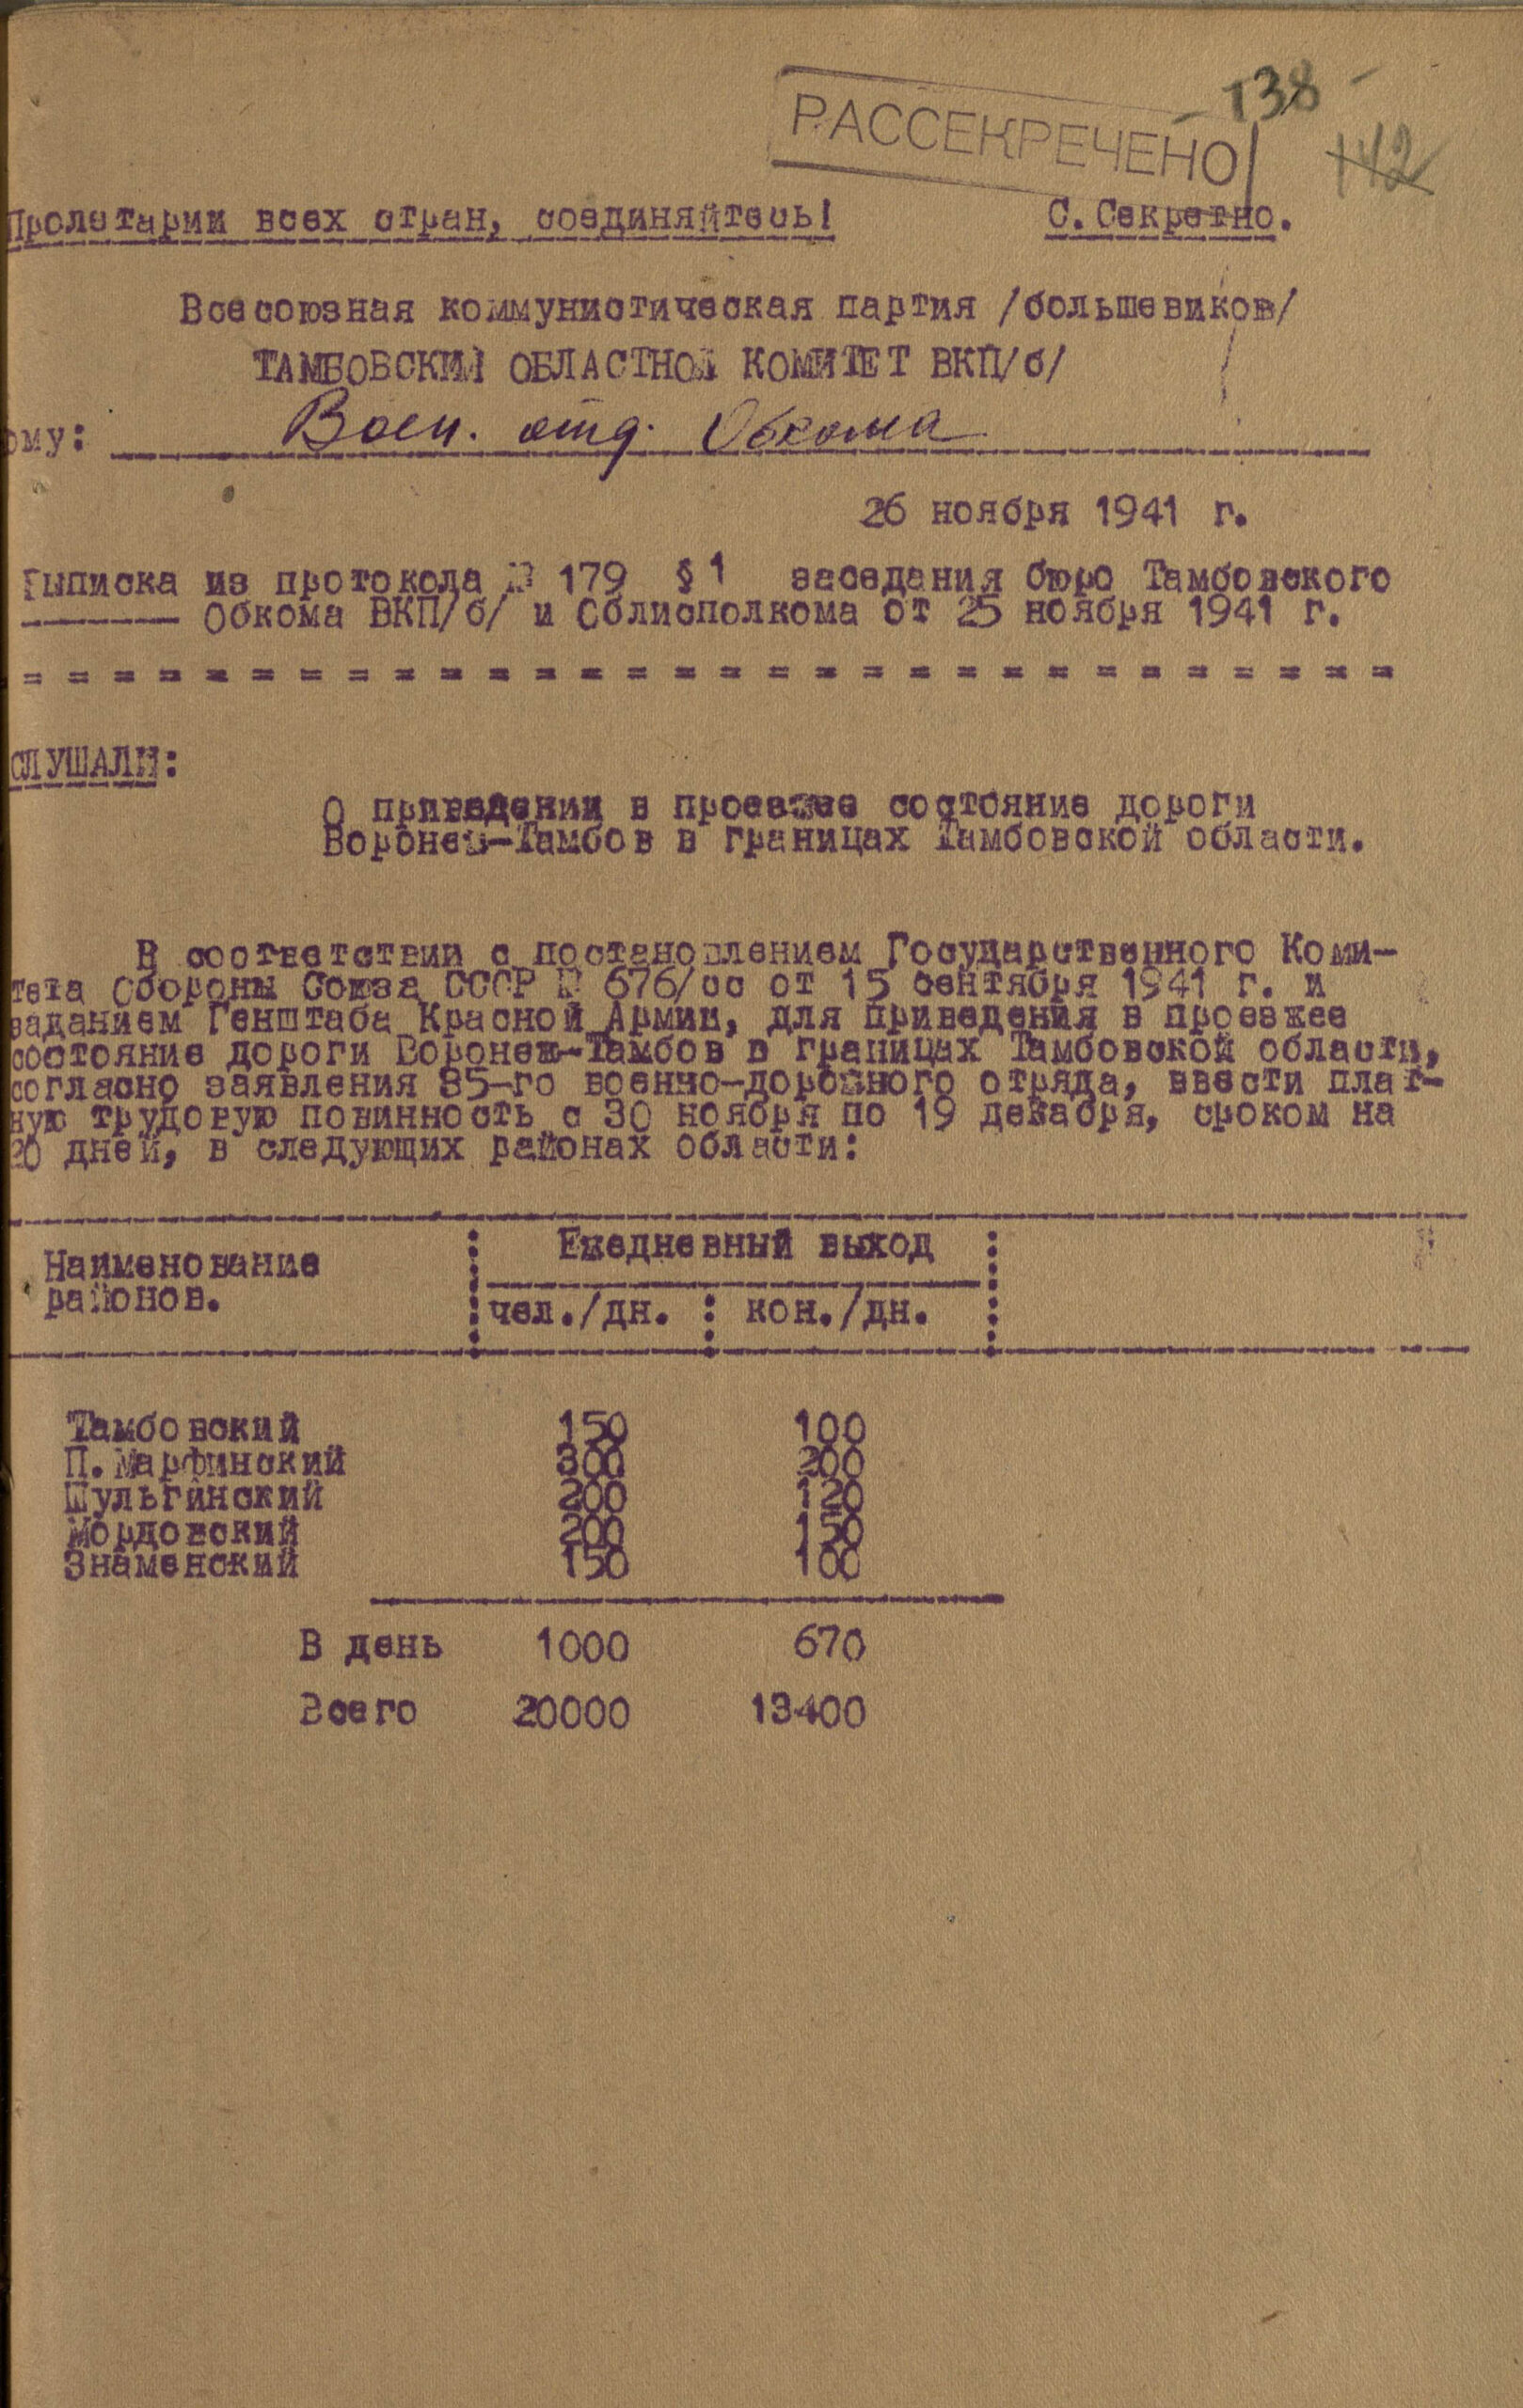 - 138 -
РАССЕКРЕЧЕНО
142
Пролетарии всех стран, соединяйтесь!
С. Секретно.
Всесоюзная коммунистическая партия /большевиков/
ТАМБОВСКИЙ ОБЛАСТНОЙ КОМИТЕТ ВКП/б/
ому: Воен. отд. Обкома
26 ноября 1941 г.
Выписка из протокола № 179 § 1 заседания бюро Тамбовского
Обкома ВКП/б/ и Облисполкома от 25 ноября 1941 г.
= = = = = = = = = = = = = = = = = = = = = = = = = = = = = =
СЛУШАЛИ:
О приведении в проезжее состояние дороги
Воронеж-Тамбов в границах Тамбовской области.
В соответствии с постановлением Государственного Коми-
тета Обороны Союза СССР № 676/сс от 15 сентября 1941 г. и
заданием Генштаба Красной Армии, для приведения в проезжее
состояние дороги Воронеж-Тамбов в границах Тамбовской области,
согласно заявления 85-го военно-дорожного отряда, ввести плат-
ную трудовую повинность с 30 ноября по 19 декабря, сроком на
20 дней, в следующих районах области:
Наименование районов. : Ежедневный выход :
чел./дн. : кон./дн. :
Тамбовский 150 100
П. Марфинский 300 200
Шульгинский 200 120
Мордовский 200 150
Знаменский 150 100
В день 1000 670
Всего 20000 13400